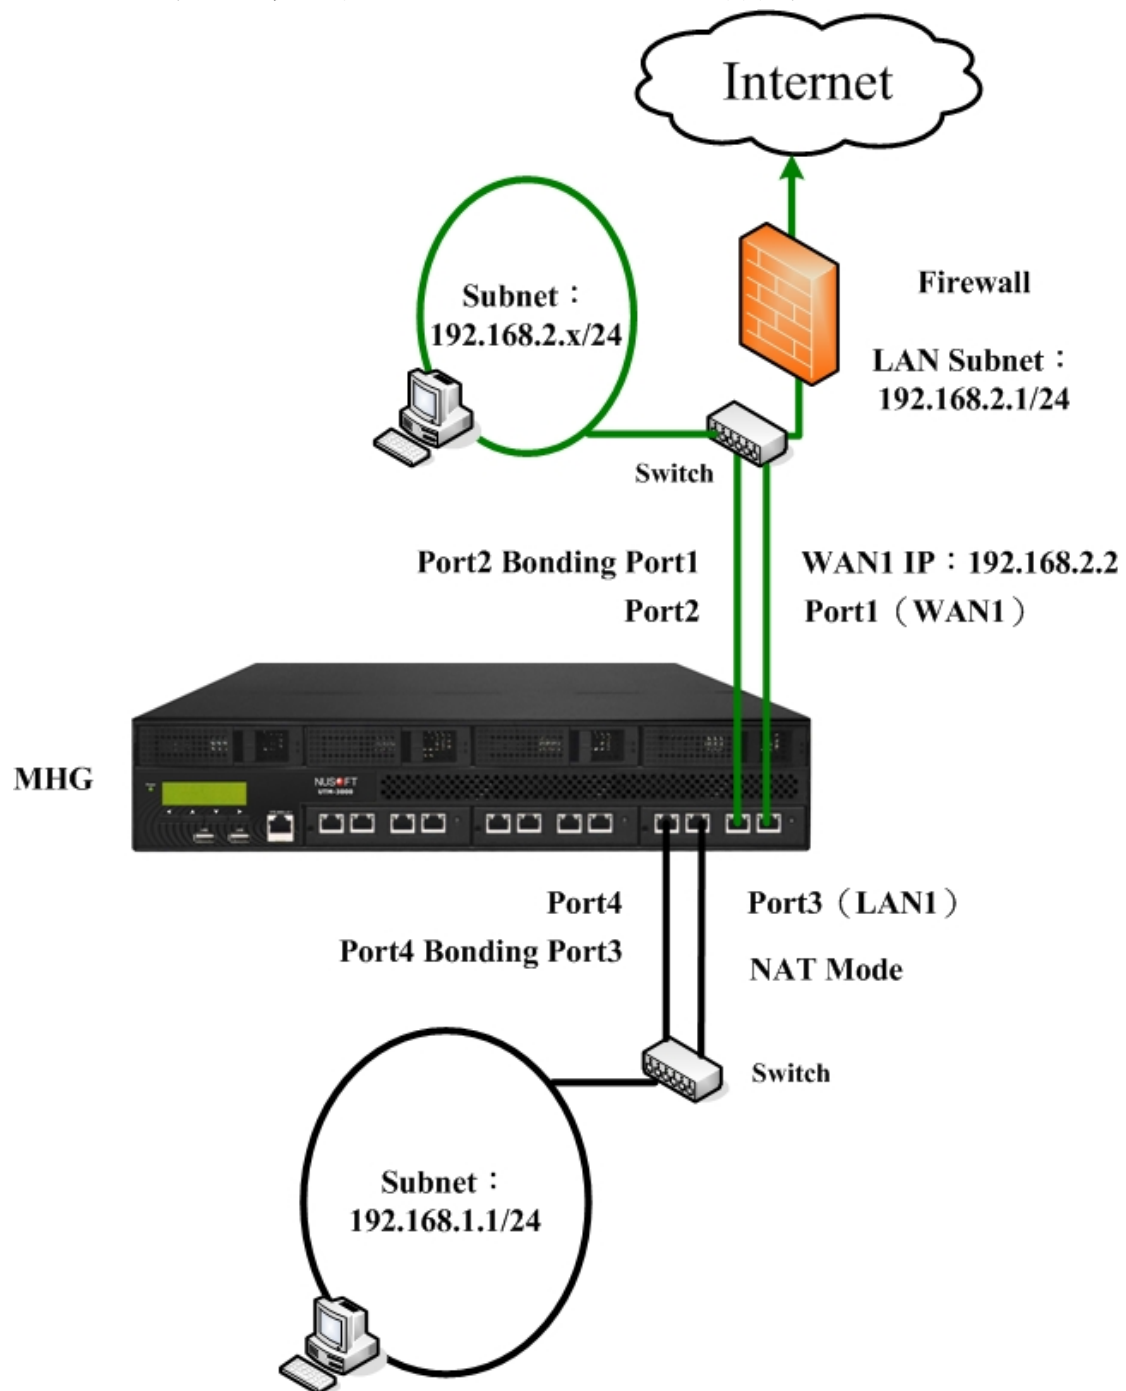 Internet
Subnet：
192.168.2.x/24
Firewall
LAN Subnet：
192.168.2.1/24
Switch
Port2 Bonding Port1
WAN1 IP：192.168.2.2
Port2
Port1（WAN1）
MHG
NUSOFT
UTM-3000
Port4
Port3（LAN1）
Port4 Bonding Port3
NAT Mode
Switch
Subnet：
192.168.1.1/24